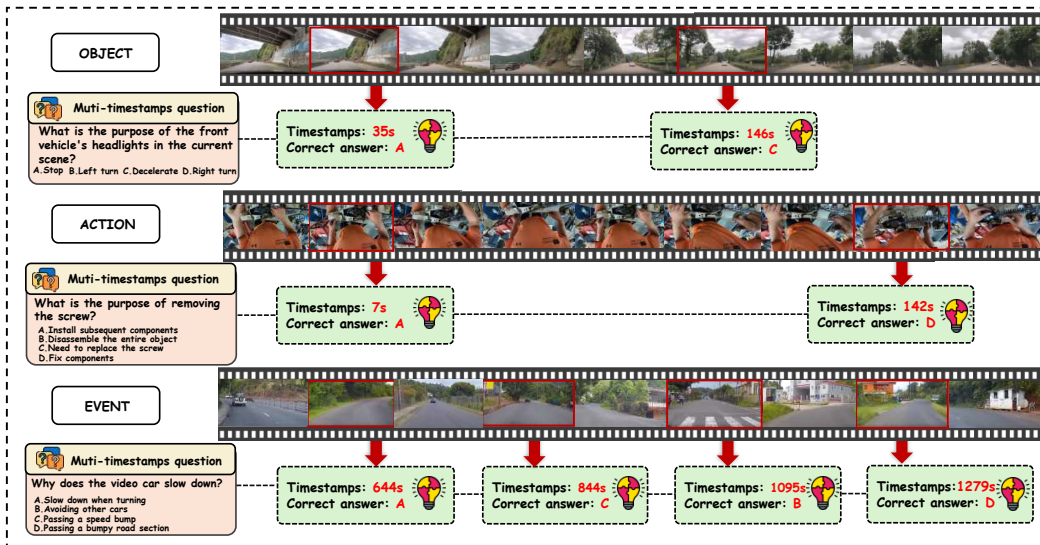 OBJECT
Muti-timestamps question
What is the purpose of the front
vehicle's headlights in the current
scene?
A.Stop B.Left turn C.Decelerate D.Right turn
Timestamps: 35s
Correct answer: A
Timestamps: 146s
Correct answer: C
ACTION
Muti-timestamps question
What is the purpose of removing
the screw?
A.Install subsequent components
B.Disassemble the entire object
C.Need to replace the screw
D.Fix components
Timestamps: 7s
Correct answer: A
Timestamps: 142s
Correct answer: D
EVENT
Muti-timestamps question
Why does the video car slow down?
A.Slow down when turning
B.Avoiding other cars
C.Passing a speed bump
D.Passing a bumpy road section
Timestamps: 644s
Correct answer: A
Timestamps: 844s
Correct answer: C
Timestamps: 1095s
Correct answer: B
Timestamps:1279s
Correct answer: D